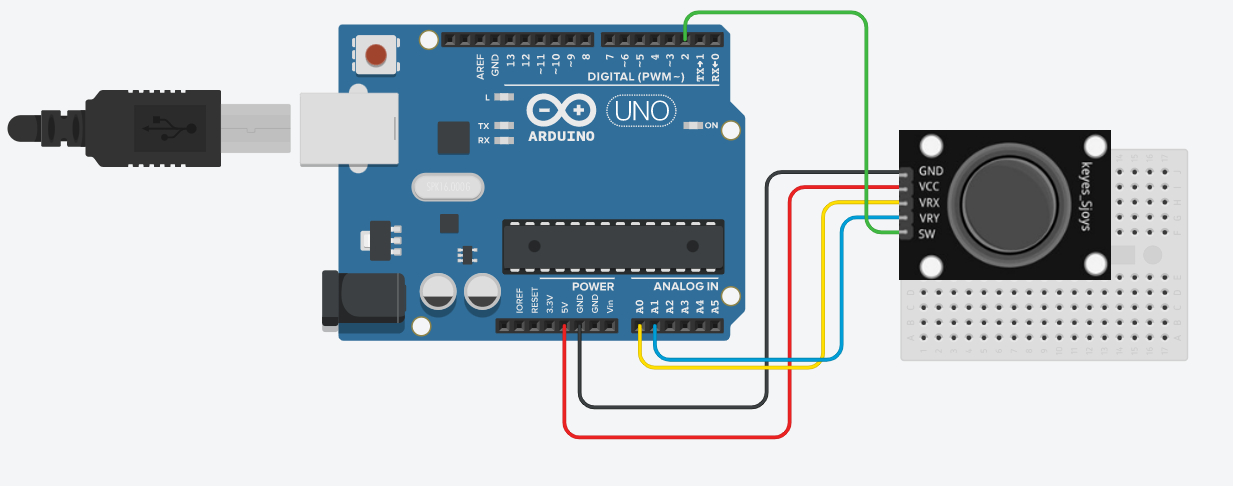 AREF
GND
13
12
~11
~10
~9
8
7
~6
~5
4
~3
2
TX→1
RX←0
DIGITAL (PWM~)
L
TX
RX
ARDUINO
UNO
ON
IOREF
RESET
3.3V
5V
GND
GND
Vin
POWER
ANALOG IN
A0
A1
A2
A3
A4
A5
GND
VCC
VRX
VRY
SW
keyes_Sjoys